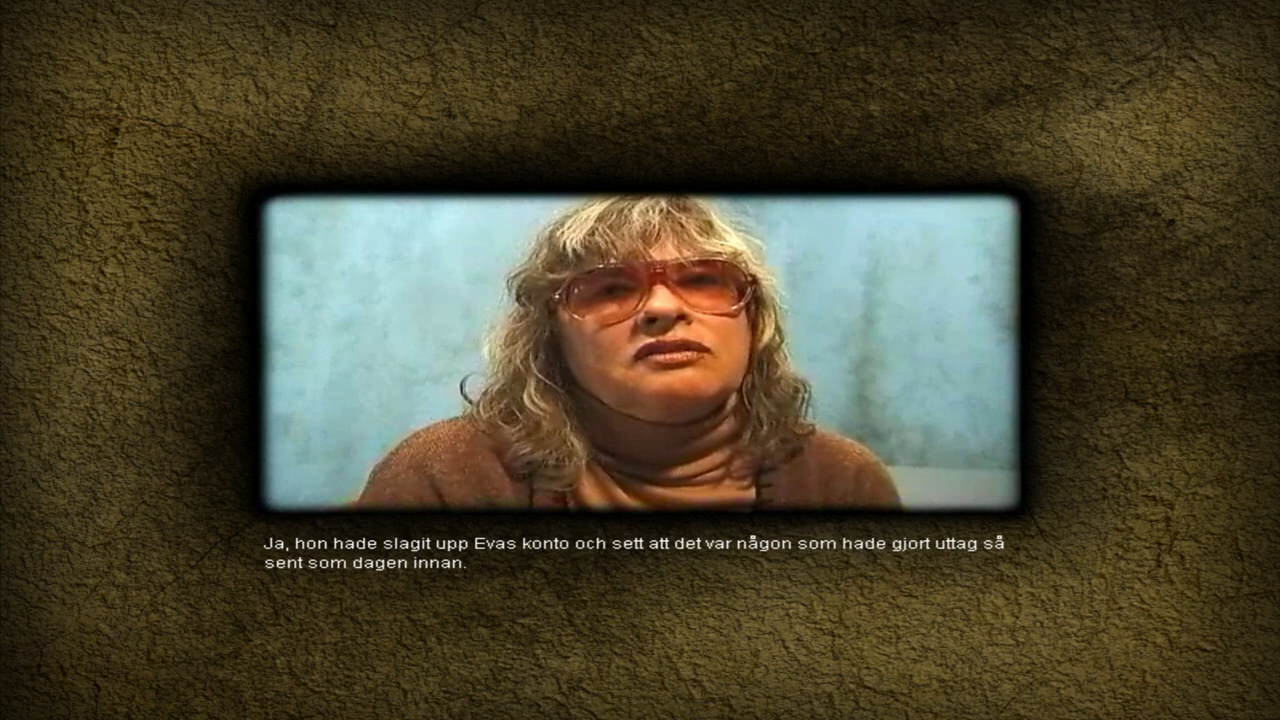 Ja, hon hade slagit upp Evas konto och sett att det var någon som hade gjort uttag så
sent som dagen innan.